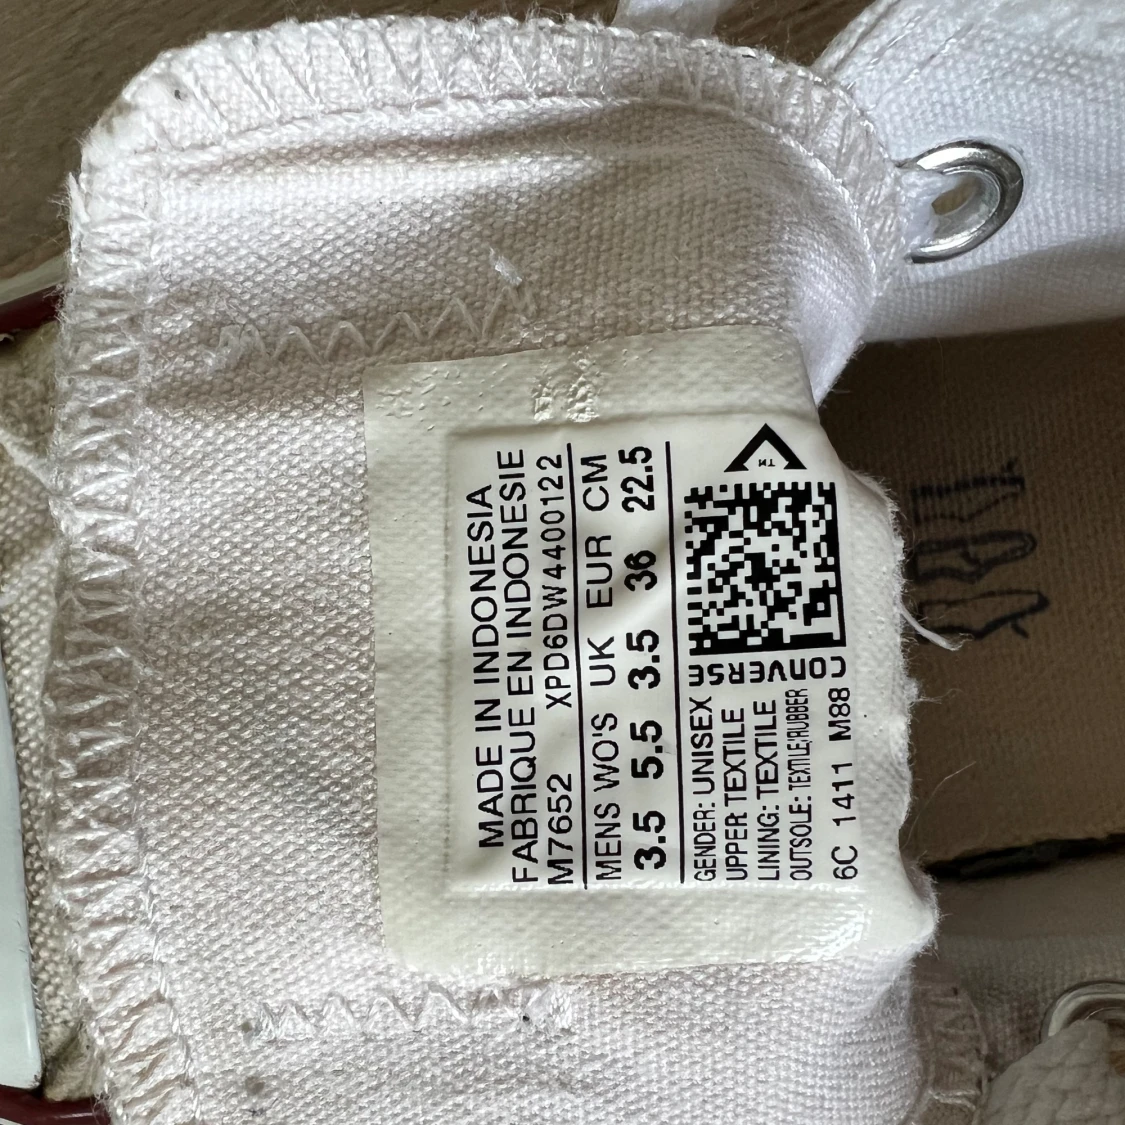 MADE IN INDONESIA
FABRIQUE EN INDONESIE
M7652 XPD6DW4400122
MENS WO'S UK EUR CM
3.5 5.5 3.5 36 22.5
GENDER: UNISEX
UPPER TEXTILE
LINING: TEXTILE
OUTSOLE: TEXTILE/RUBBER
6C 1411 M88
CONVERSE
TM